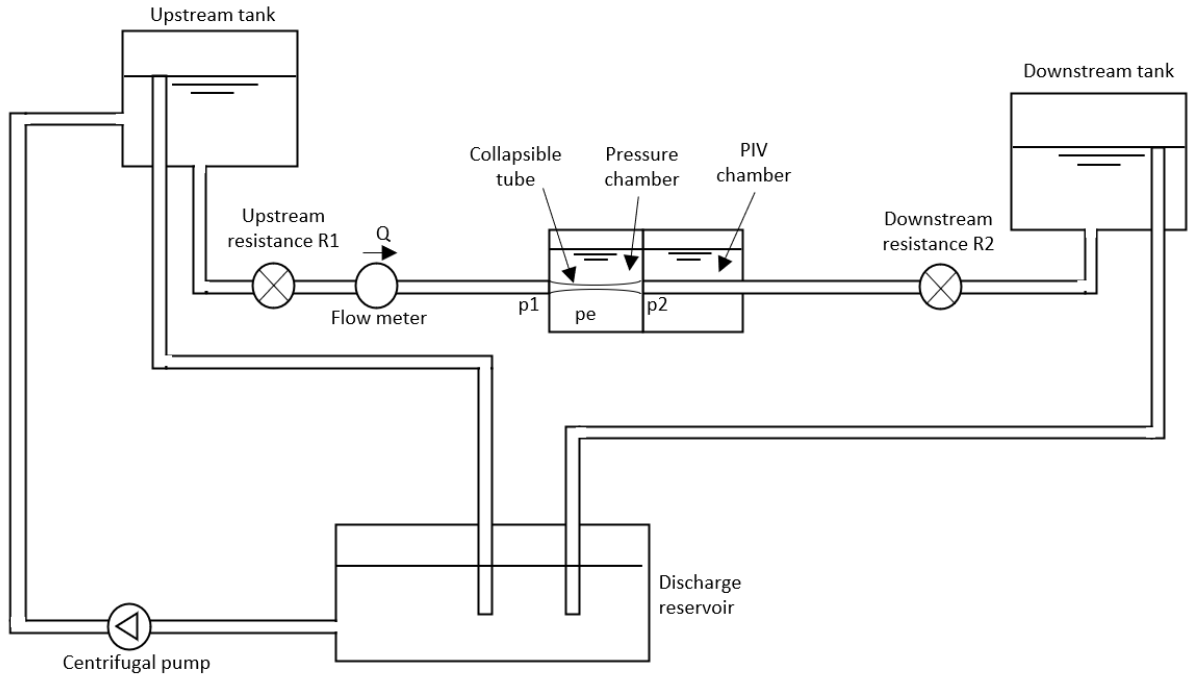 Upstream tank
Downstream tank
Collapsible
tube
Pressure
chamber
PIV
chamber
Upstream
resistance R1
Q
Downstream
resistance R2
Flow meter
p1
pe
p2
Discharge
reservoir
Centrifugal pump